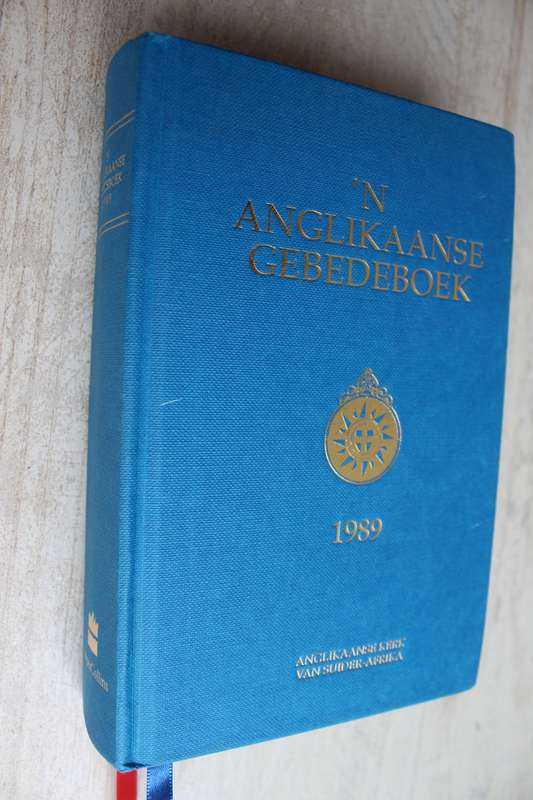 'N
ANGLIKAANSE
GEBEDEBOEK
1989
ANGLIKAANSE KERK
VAN SUIDER-AFRIKA
'N